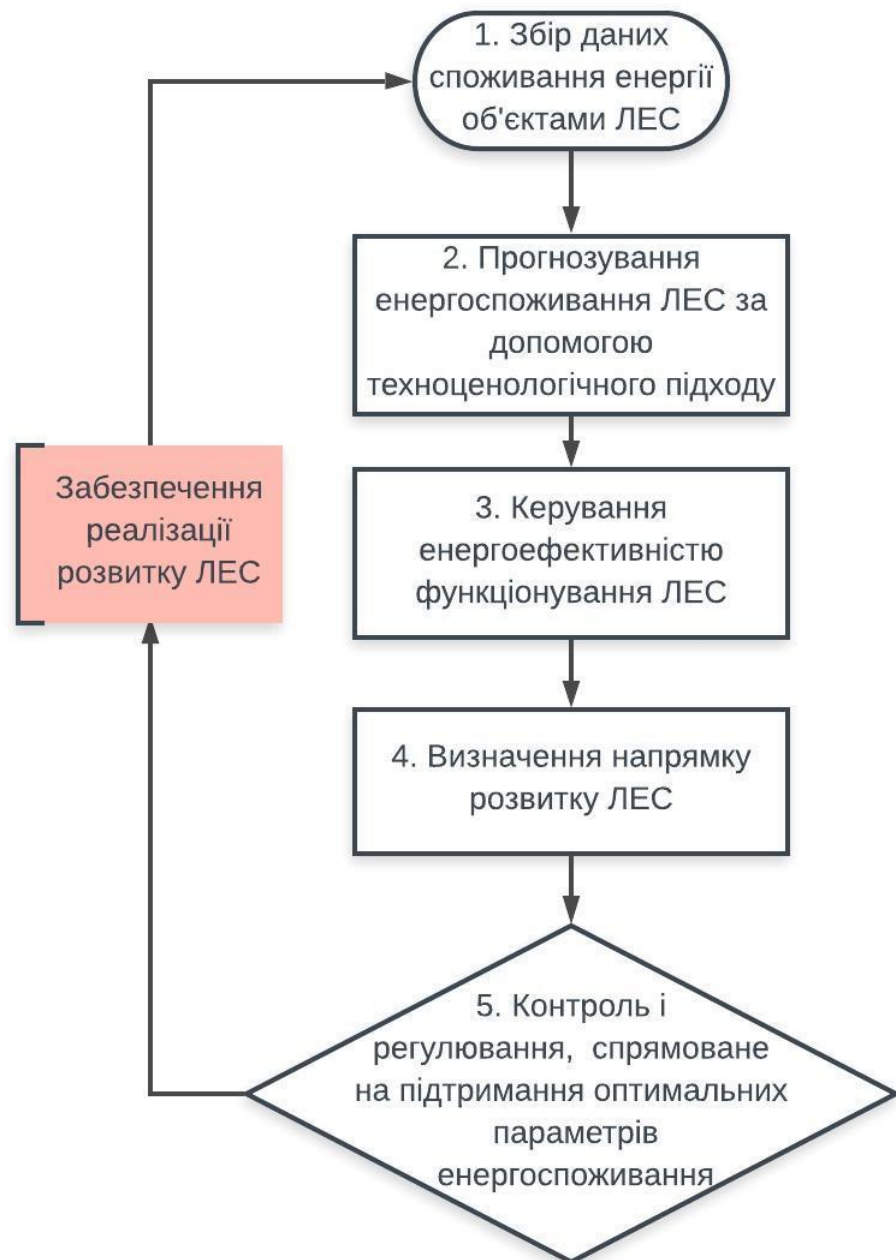 1. Збір даних
споживання енергії
об'єктами ЛЕС
2. Прогнозування
енергоспоживання ЛЕС за
допомогою
техноценологічного підходу
3. Керування
енергоефективністю
функціонування ЛЕС
Забезпечення
реалізації
розвитку ЛЕС
4. Визначення напрямку
розвитку ЛЕС
5. Контроль і
регулювання,  спрямоване
на підтримання оптимальних
параметрів
енергоспоживання